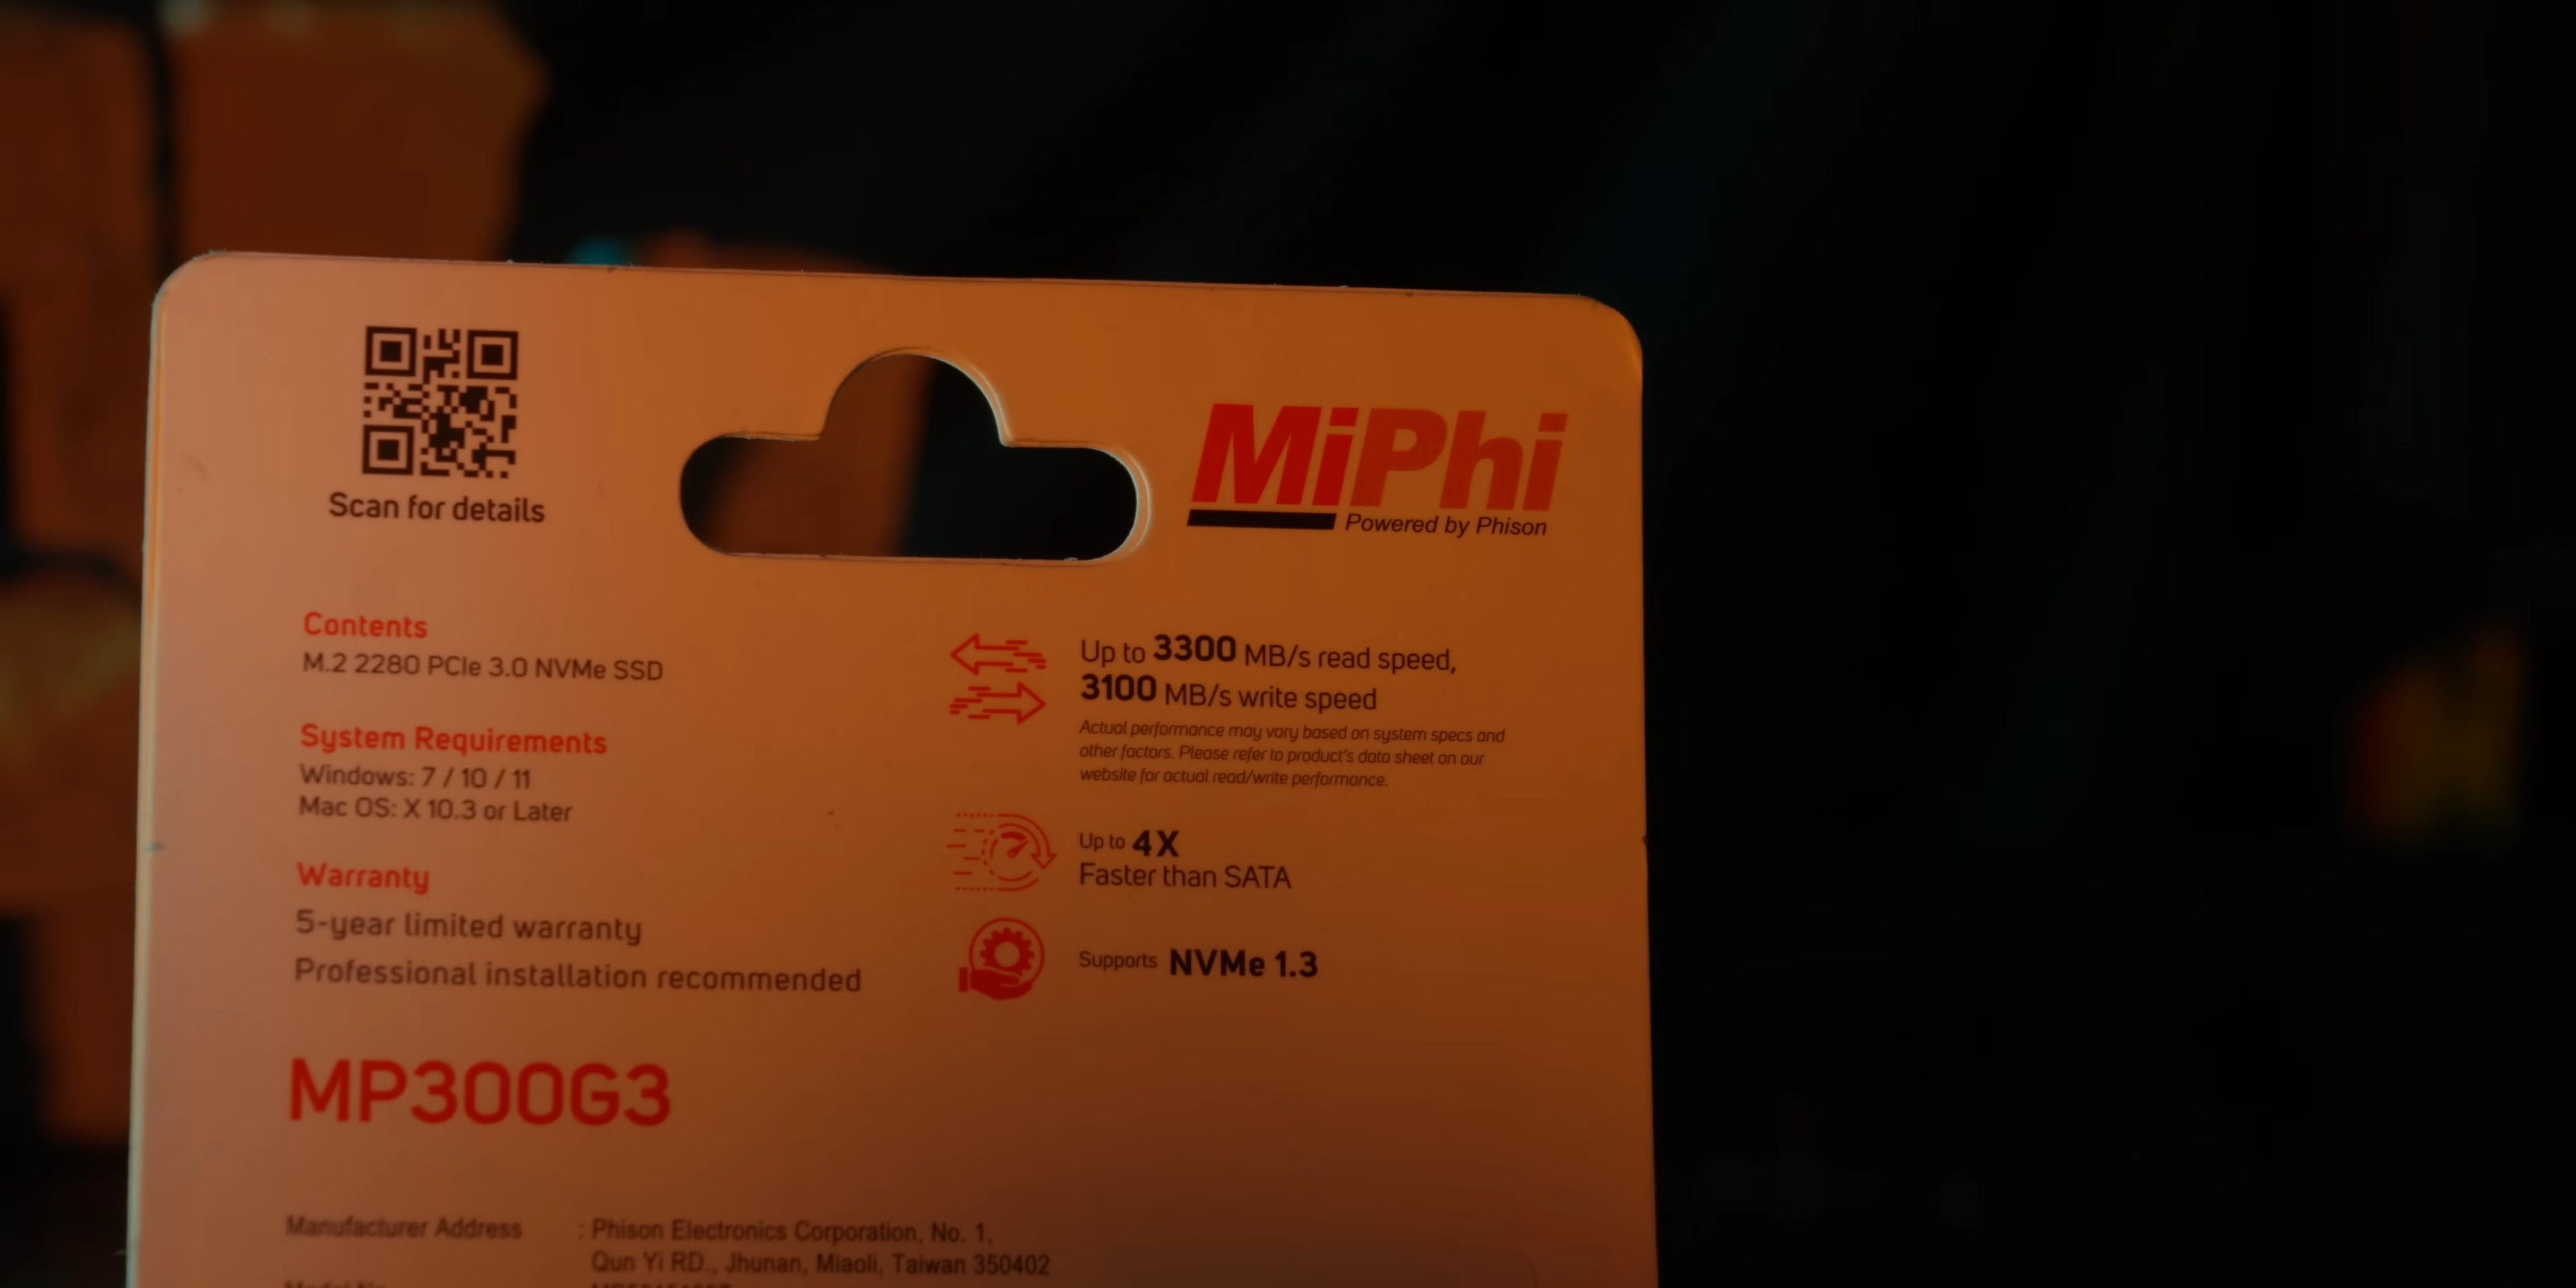 Scan for details
MiPhi
Powered by Phison
Contents
M.2 2280 PCIe 3.0 NVMe SSD
System Requirements
Windows: 7 / 10 / 11
Mac OS: X 10.3 or Later
Warranty
5-year limited warranty
Professional installation recommended
Up to 3300 MB/s read speed,
3100 MB/s write speed
Actual performance may vary based on system specs and
other factors. Please refer to product's data sheet on our
website for actual read/write performance.
Up to 4X
Faster than SATA
Supports NVMe 1.3
MP300G3
Manufacturer Address : Phison Electronics Corporation, No. 1,
Qun Yi RD., Jhunan, Miaoli, Taiwan 350402